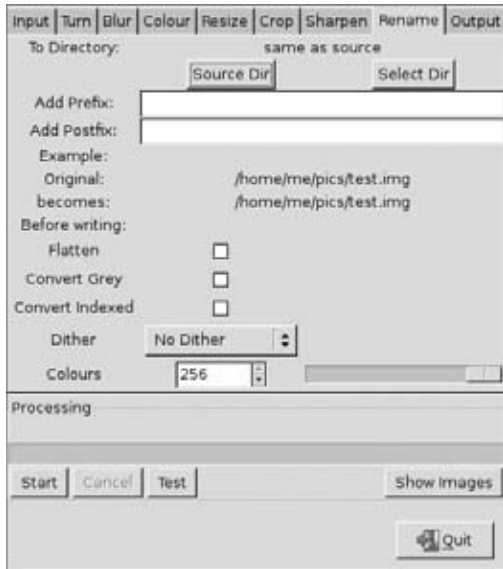 Input Turn Blur Colour Resize Crop Sharpen Rename Output
To Directory: same as source
Source Dir Select Dir
Add Prefix:
Add Postfix:
Example:
Original: /home/me/pics/test.img
becomes: /home/me/pics/test.img
Before writing:
Flatten
Convert Grey
Convert Indexed
Dither No Dither
Colours 256
Processing
Start Cancel Test Show Images
Quit